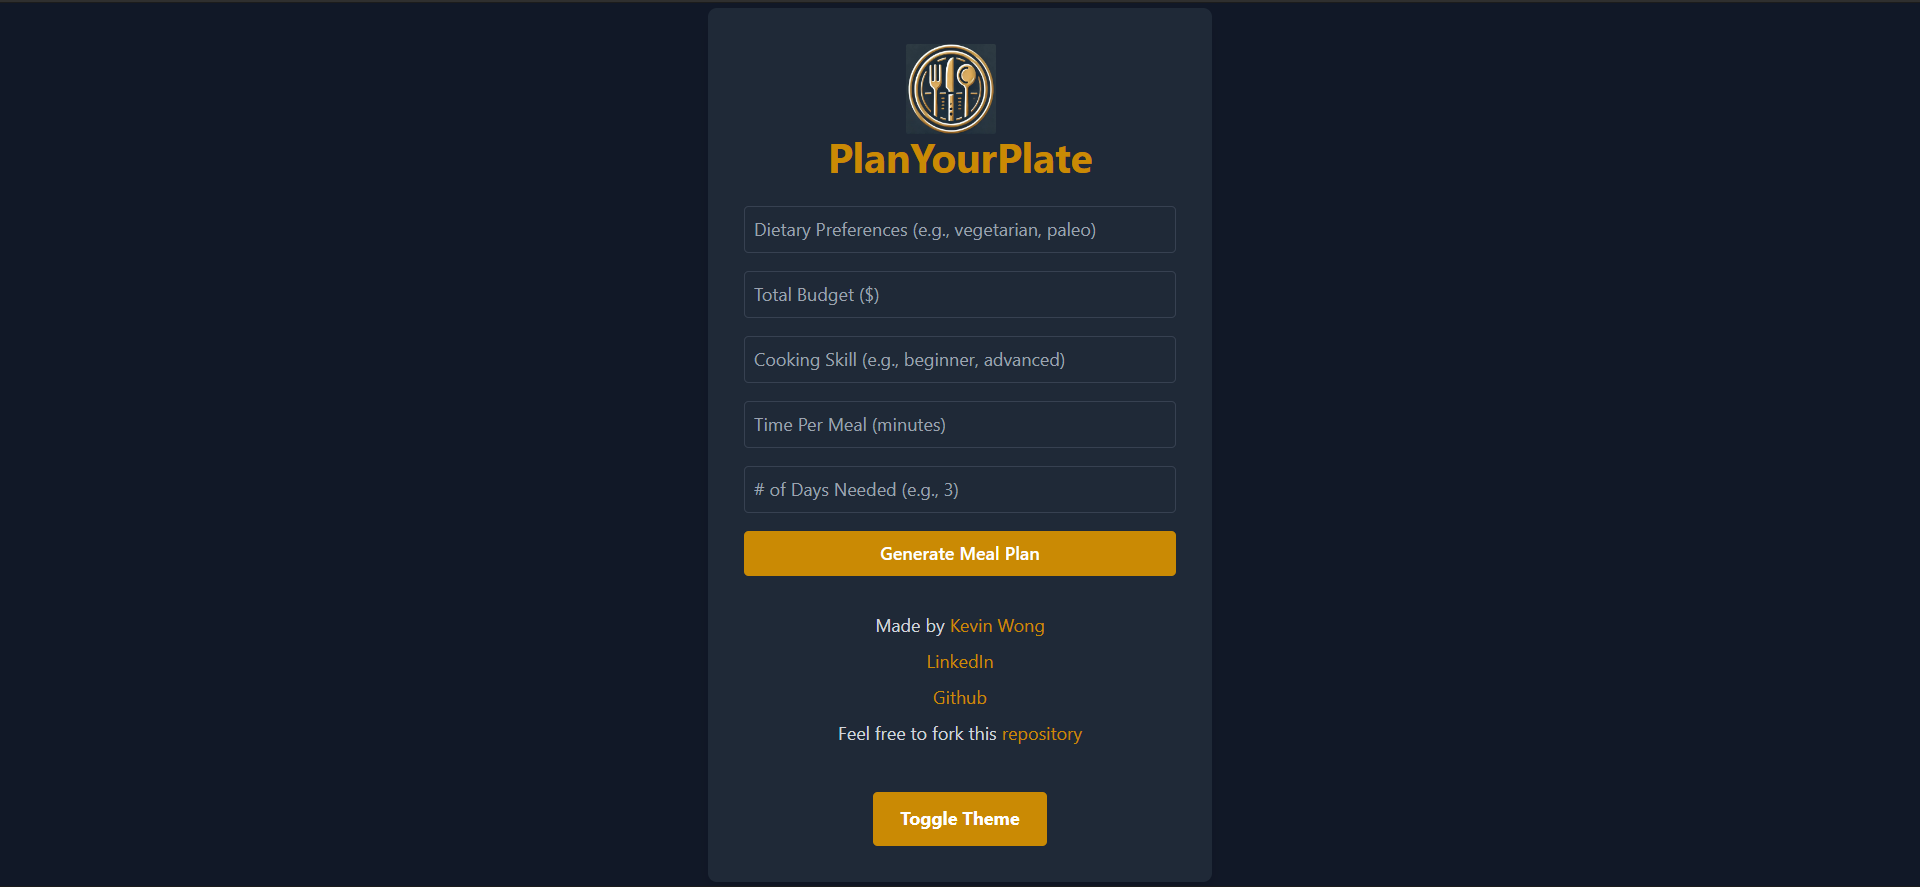 PlanYourPlate
Dietary Preferences (e.g., vegetarian, paleo)
Total Budget ($)
Cooking Skill (e.g., beginner, advanced)
Time Per Meal (minutes)
# of Days Needed (e.g., 3)
Generate Meal Plan
Made by Kevin Wong
LinkedIn
Github
Feel free to fork this repository
Toggle Theme